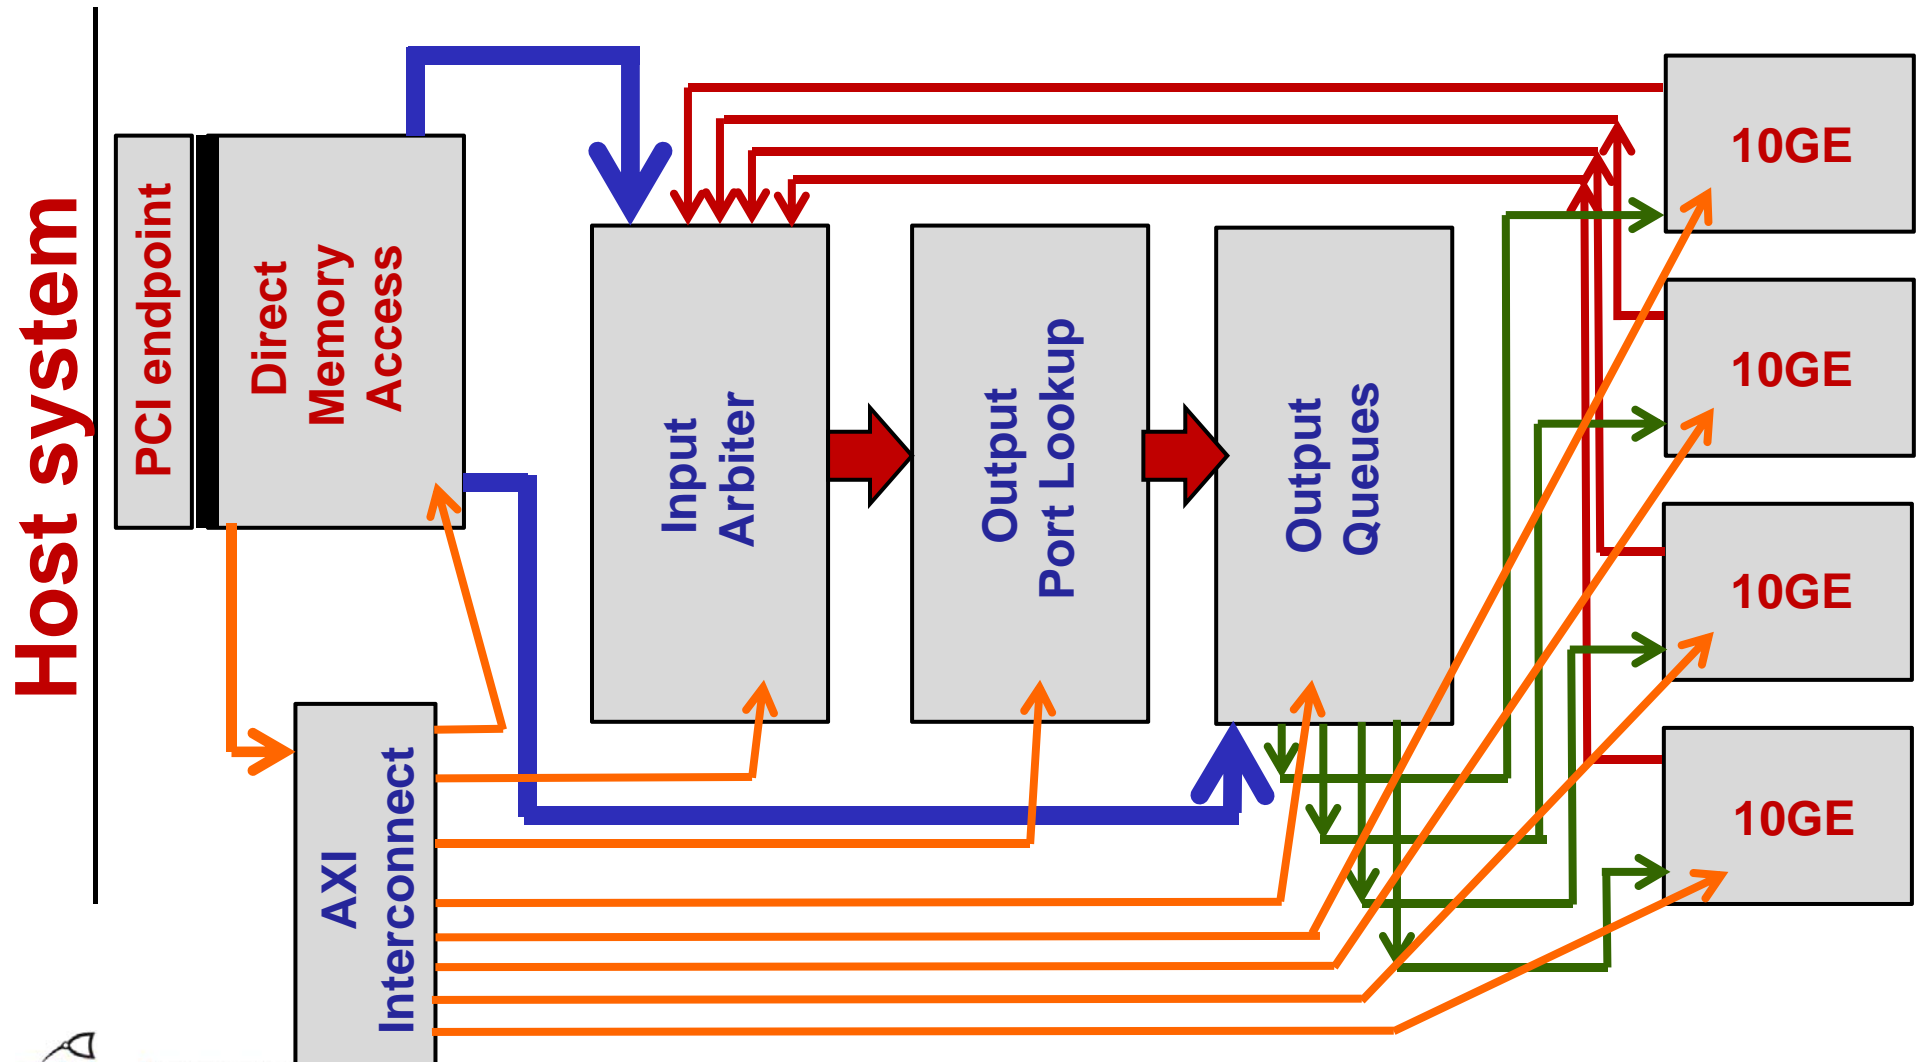 Host system
PCI endpoint
Direct
Memory
Access
Input
Arbiter
Output
Port Lookup
Output
Queues
10GE
10GE
10GE
10GE
AXI
Interconnect